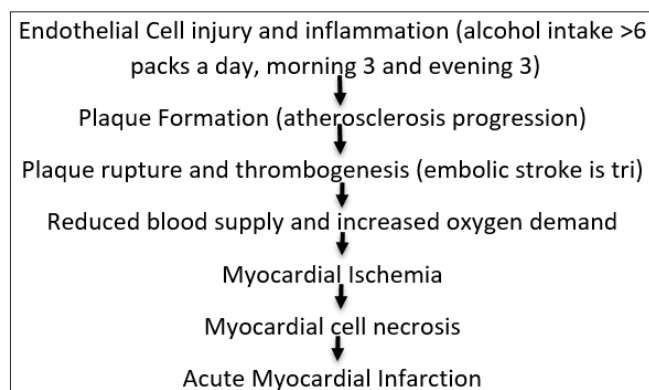 Endothelial Cell injury and inflammation (alcohol intake >6
packs a day, morning 3 and evening 3)
Plaque Formation (atherosclerosis progression)
Plaque rupture and thrombogenesis (embolic stroke is tri)
Reduced blood supply and increased oxygen demand
Myocardial Ischemia
Myocardial cell necrosis
Acute Myocardial Infarction